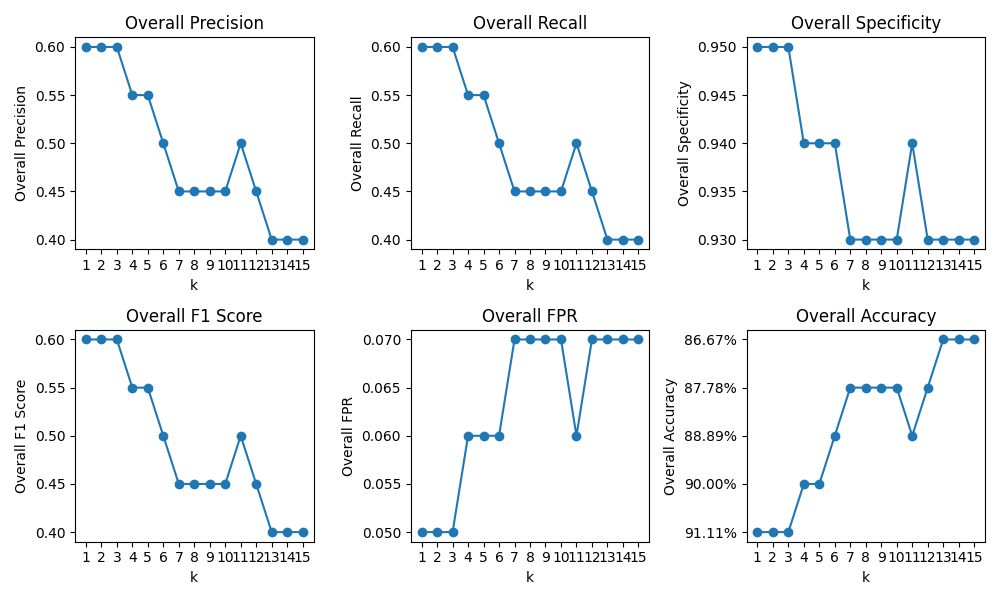 Overall Precision
Overall Precision
0.60
0.55
0.50
0.45
0.40
1 2 3 4 5 6 7 8 9 10 11 12 13 14 15
k
Overall Recall
Overall Recall
0.60
0.55
0.50
0.45
0.40
1 2 3 4 5 6 7 8 9 10 11 12 13 14 15
k
Overall Specificity
Overall Specificity
0.950
0.945
0.940
0.935
0.930
1 2 3 4 5 6 7 8 9 10 11 12 13 14 15
k
Overall F1 Score
Overall F1 Score
0.60
0.55
0.50
0.45
0.40
1 2 3 4 5 6 7 8 9 10 11 12 13 14 15
k
Overall FPR
Overall FPR
0.070
0.065
0.060
0.055
0.050
1 2 3 4 5 6 7 8 9 10 11 12 13 14 15
k
Overall Accuracy
Overall Accuracy
86.67%
87.78%
88.89%
90.00%
91.11%
1 2 3 4 5 6 7 8 9 10 11 12 13 14 15
k